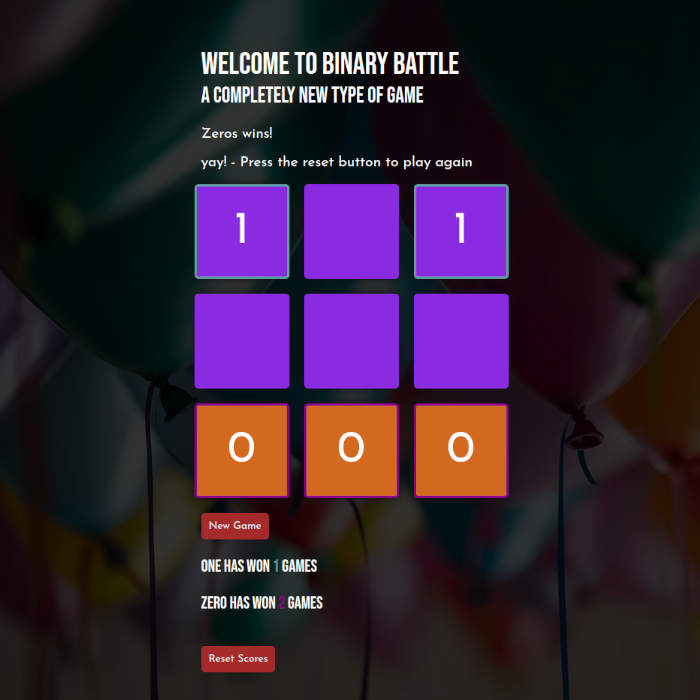 WELCOME TO BINARY BATTLE
A COMPLETELY NEW TYPE OF GAME
Zeros wins!
yay! - Press the reset button to play again
1 1
0 0 0
New Game
ONE HAS WON 1 GAMES
ZERO HAS WON 2 GAMES
Reset Scores